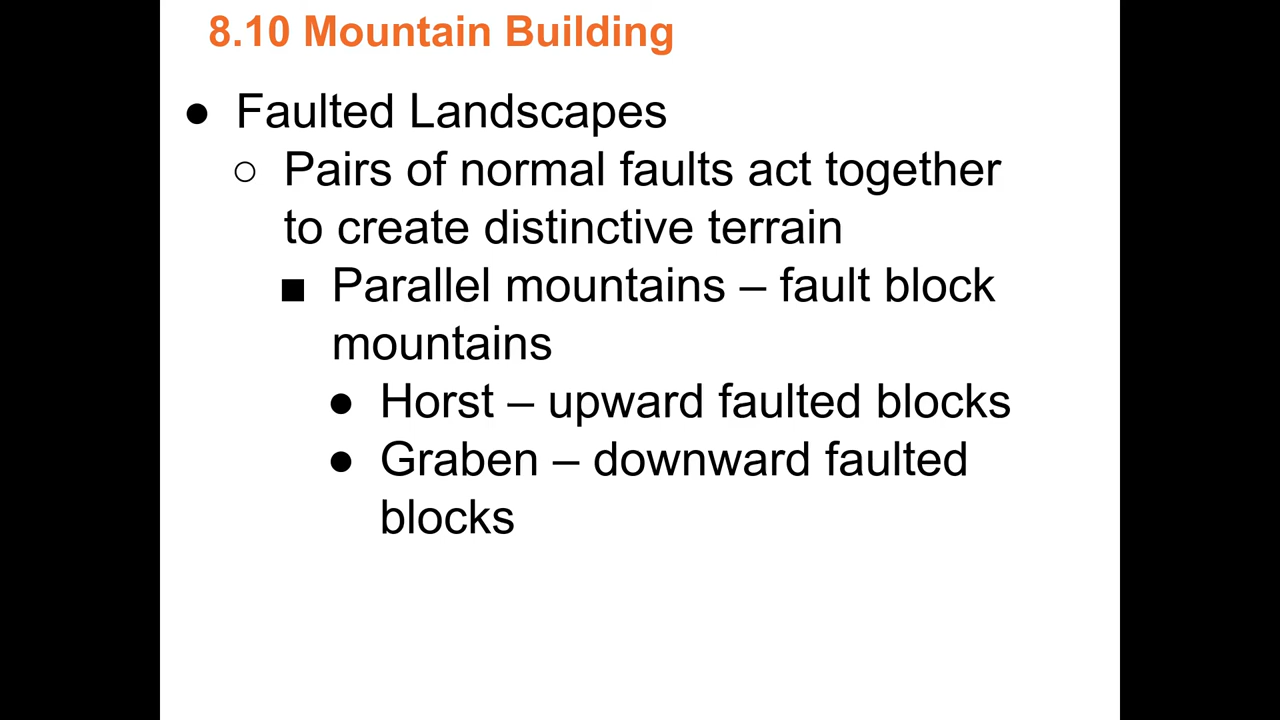 8.10 Mountain Building
● Faulted Landscapes
○ Pairs of normal faults act together
to create distinctive terrain
■ Parallel mountains – fault block
mountains
● Horst – upward faulted blocks
● Graben – downward faulted
blocks